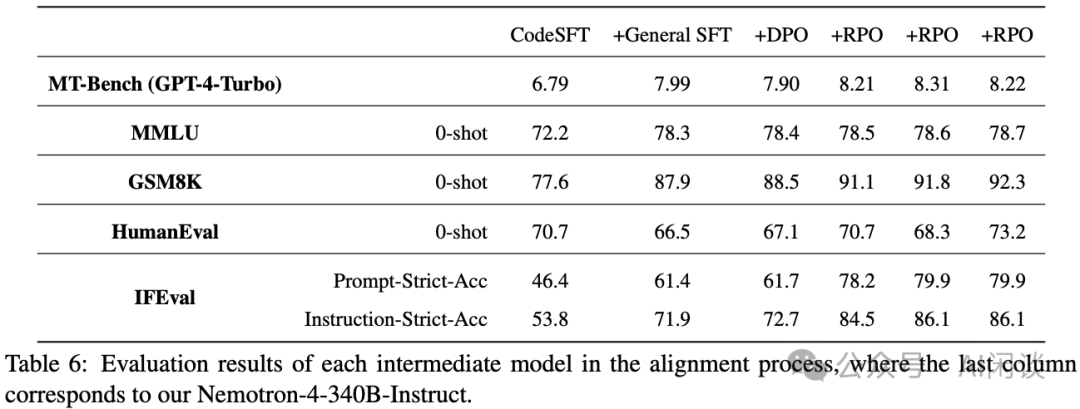 CodeSFT +General SFT +DPO +RPO +RPO +RPO
MT-Bench (GPT-4-Turbo) 6.79 7.99 7.90 8.21 8.31 8.22
MMLU 0-shot 72.2 78.3 78.4 78.5 78.6 78.7
GSM8K 0-shot 77.6 87.9 88.5 91.1 91.8 92.3
HumanEval 0-shot 70.7 66.5 67.1 70.7 68.3 73.2
IFEval Prompt-Strict-Acc 46.4 61.4 61.7 78.2 79.9 79.9
Instruction-Strict-Acc 53.8 71.9 72.7 84.5 86.1 86.1
Table 6: Evaluation results of each intermediate model in the alignment process, where the last column
corresponds to our Nemotron-4-340B-Instruct.
公众号 · AI闲谈